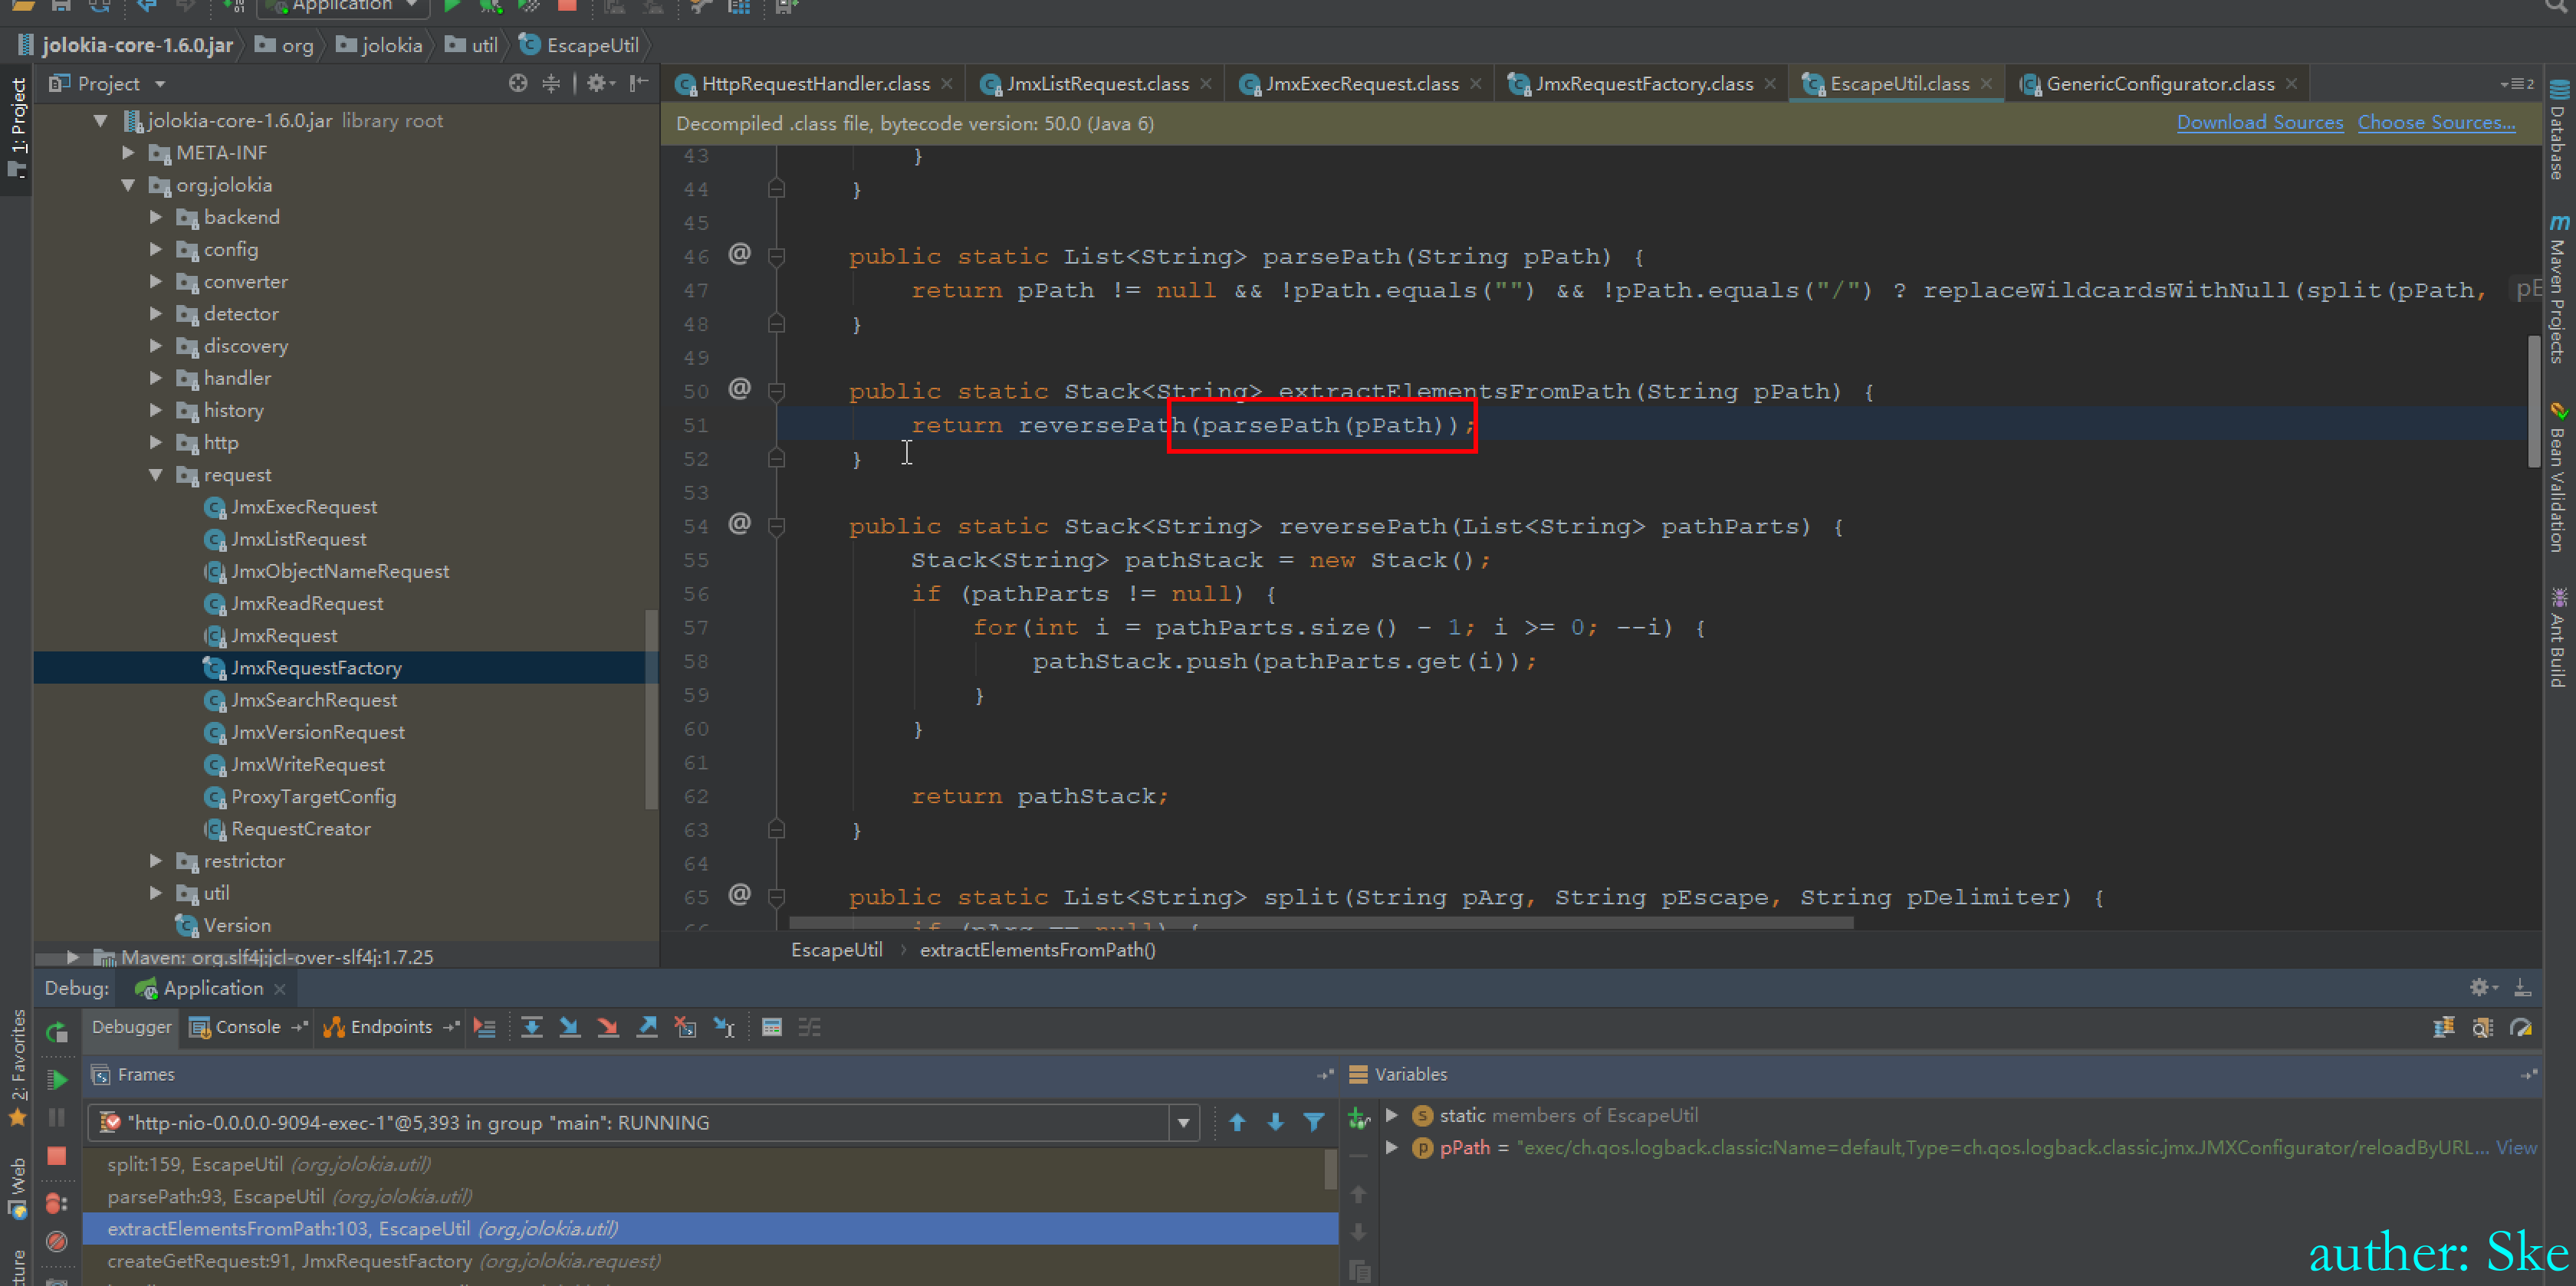 Application
jolokia-core-1.6.0.jar org jolokia util EscapeUtil
1: Project
Project
HttpRequestHandler.class JmxListRequest.class JmxExecRequest.class JmxRequestFactory.class EscapeUtil.class GenericConfigurator.class 2
Decompiled .class file, bytecode version: 50.0 (Java 6) Download Sources Choose Sources...
jolokia-core-1.6.0.jar library root
META-INF
org.jolokia
backend
config
converter
detector
discovery
handler
history
http
request
JmxExecRequest
JmxListRequest
JmxObjectNameRequest
JmxReadRequest
JmxRequest
JmxRequestFactory
JmxSearchRequest
JmxVersionRequest
JmxWriteRequest
ProxyTargetConfig
RequestCreator
restrictor
util
Version
Maven: org.slf4j:jcl-over-slf4j:1.7.25
43 }
44 }
45
46 @ public static List<String> parsePath(String pPath) {
47 return pPath != null && !pPath.equals("") && !pPath.equals("/") ? replaceWildcardsWithNull(split(pPath, pE
48 }
49
50 @ public static Stack<String> extractElementsFromPath(String pPath) {
51 return reversePath(parsePath(pPath));
52 }
53
54 @ public static Stack<String> reversePath(List<String> pathParts) {
55 Stack<String> pathStack = new Stack();
56 if (pathParts != null) {
57 for(int i = pathParts.size() - 1; i >= 0; --i) {
58 pathStack.push(pathParts.get(i));
59 }
60 }
61
62 return pathStack;
63 }
64
65 @ public static List<String> split(String pArg, String pEscape, String pDelimiter) {
66 if (pArg == null) {
EscapeUtil extractElementsFromPath()
Database
Maven Projects
Bean Validation
Ant Build
Debug: Application
Debugger Console Endpoints
Frames
Variables
"http-nio-0.0.0.0-9094-exec-1"@5,393 in group "main": RUNNING
split:159, EscapeUtil (org.jolokia.util)
parsePath:93, EscapeUtil (org.jolokia.util)
extractElementsFromPath:103, EscapeUtil (org.jolokia.util)
createGetRequest:91, JmxRequestFactory (org.jolokia.request)
static members of EscapeUtil
pPath = "exec/ch.qos.logback.classic:Name=default,Type=ch.qos.logback.classic.jmx.JMXConfigurator/reloadByURL... View
2: Favorites
Web
cture
auther: Ske